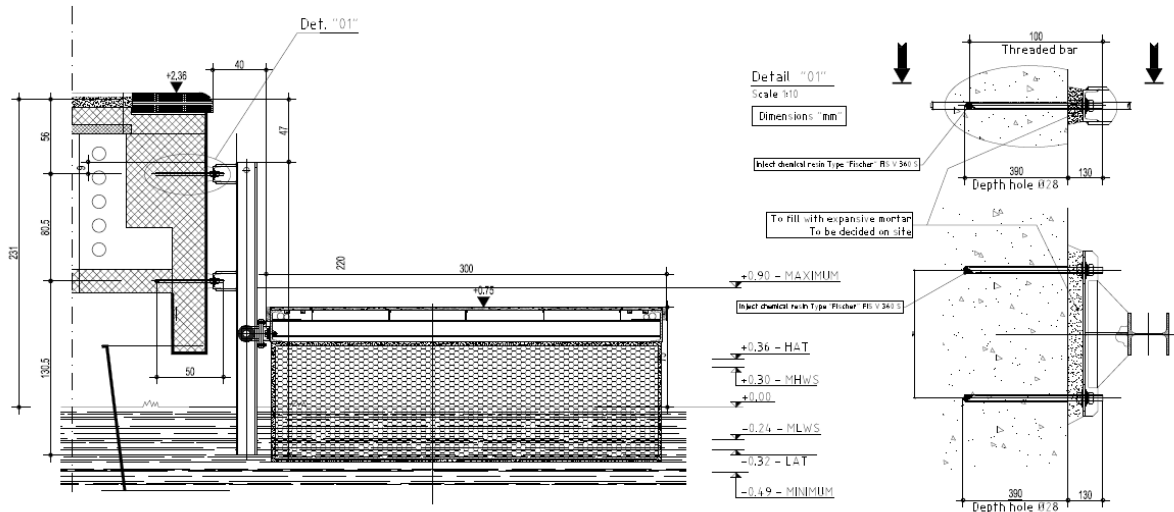 Det. "01"
40
+2,36
47
56
9
80,5
231
130,5
50
220
300
+0.75
75
+0.90 - MAXIMUM
+0.36 - HAT
+0.30 - MHWS
+0.00
-0.24 - MLWS
-0.32 - LAT
-0.49 - MINIMUM
Detail "01"
Scale 1:10
Dimensions "mm"
100
Threaded bar
Inject chemical resin Type "Fischer" FIS V 360 S
390
130
Depth hole Ø28
To fill with expansive mortar
To be decided on site
Inject chemical resin Type "Fischer" FIS V 360 S
390
130
Depth hole Ø28